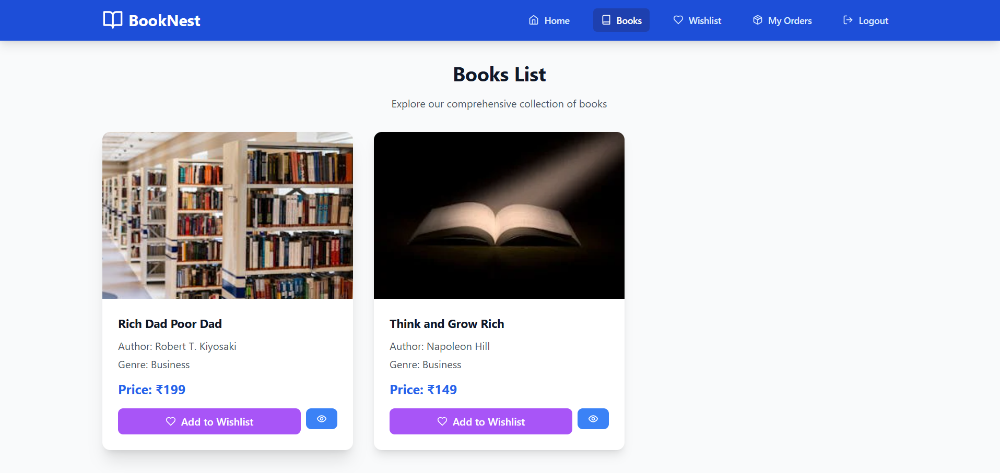 BookNest
Home
Books
Wishlist
My Orders
Logout
Books List
Explore our comprehensive collection of books
Rich Dad Poor Dad
Author: Robert T. Kiyosaki
Genre: Business
Price: ₹199
Add to Wishlist
Think and Grow Rich
Author: Napoleon Hill
Genre: Business
Price: ₹149
Add to Wishlist